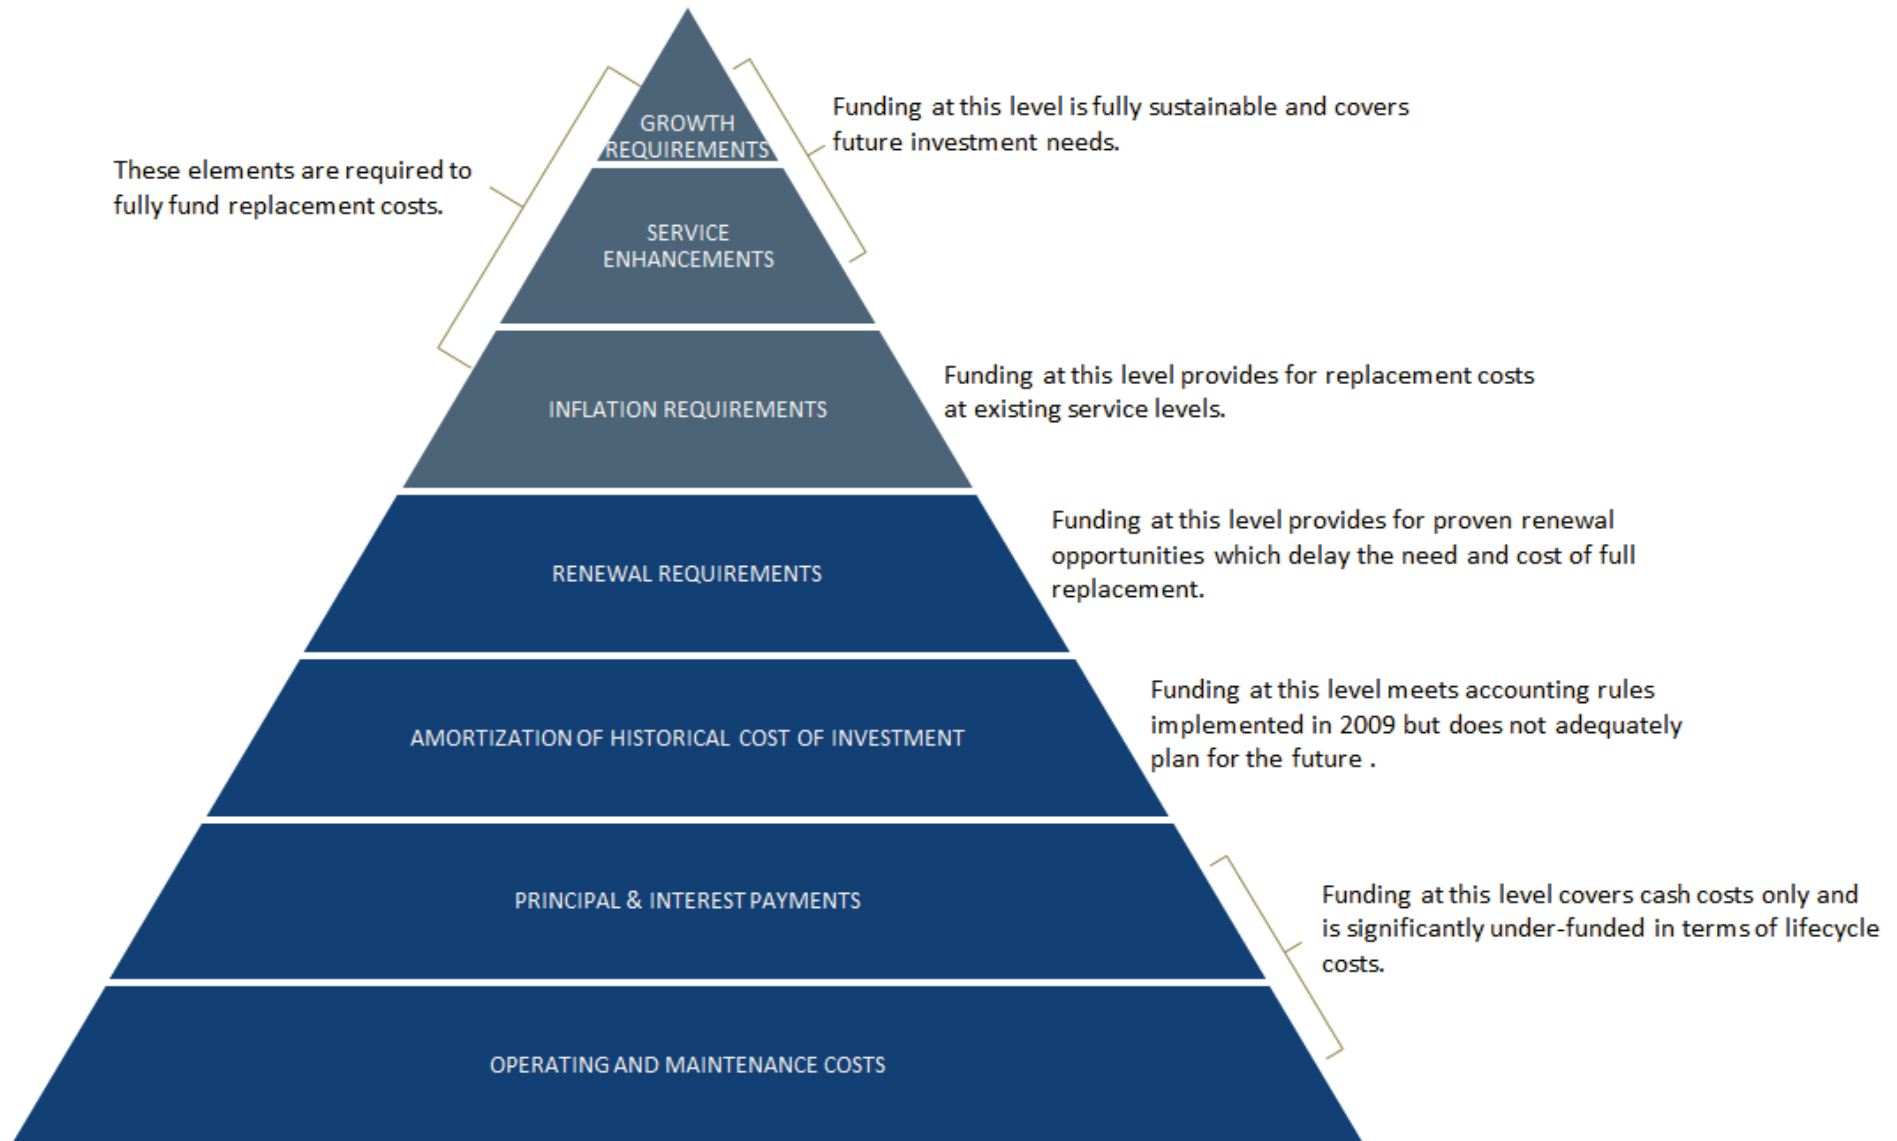 GROWTH
REQUIREMENTS
Funding at this level is fully sustainable and covers
future investment needs.
These elements are required to
fully fund replacement costs.
SERVICE
ENHANCEMENTS
INFLATION REQUIREMENTS
Funding at this level provides for replacement costs
at existing service levels.
RENEWAL REQUIREMENTS
Funding at this level provides for proven renewal
opportunities which delay the need and cost of full
replacement.
AMORTIZATION OF HISTORICAL COST OF INVESTMENT
Funding at this level meets accounting rules
implemented in 2009 but does not adequately
plan for the future .
PRINCIPAL & INTEREST PAYMENTS
Funding at this level covers cash costs only and
is significantly under-funded in terms of lifecycle
costs.
OPERATING AND MAINTENANCE COSTS